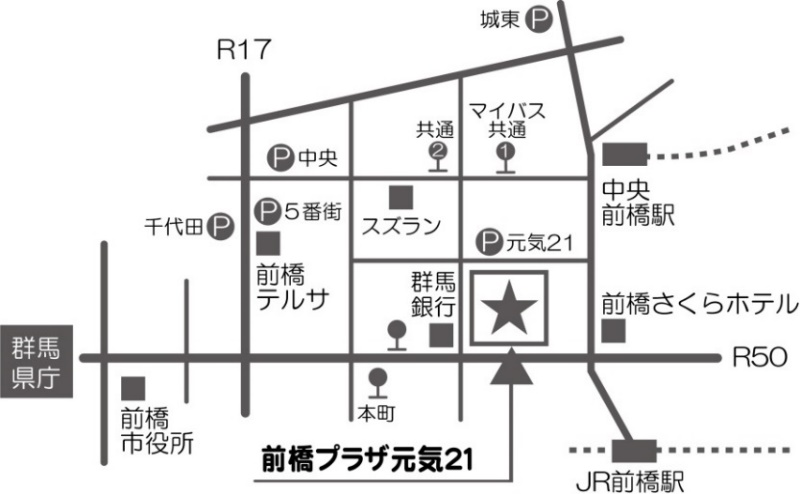 城東 P
R17
マイバス
共通
共通
2
1
P 中央
中央
前橋駅
P 5番街
千代田 P
スズラン
P 元気21
前橋
テルサ
群馬
銀行
前橋さくらホテル
群馬
県庁
R50
前橋
市役所
本町
前橋プラザ元気21
JR前橋駅